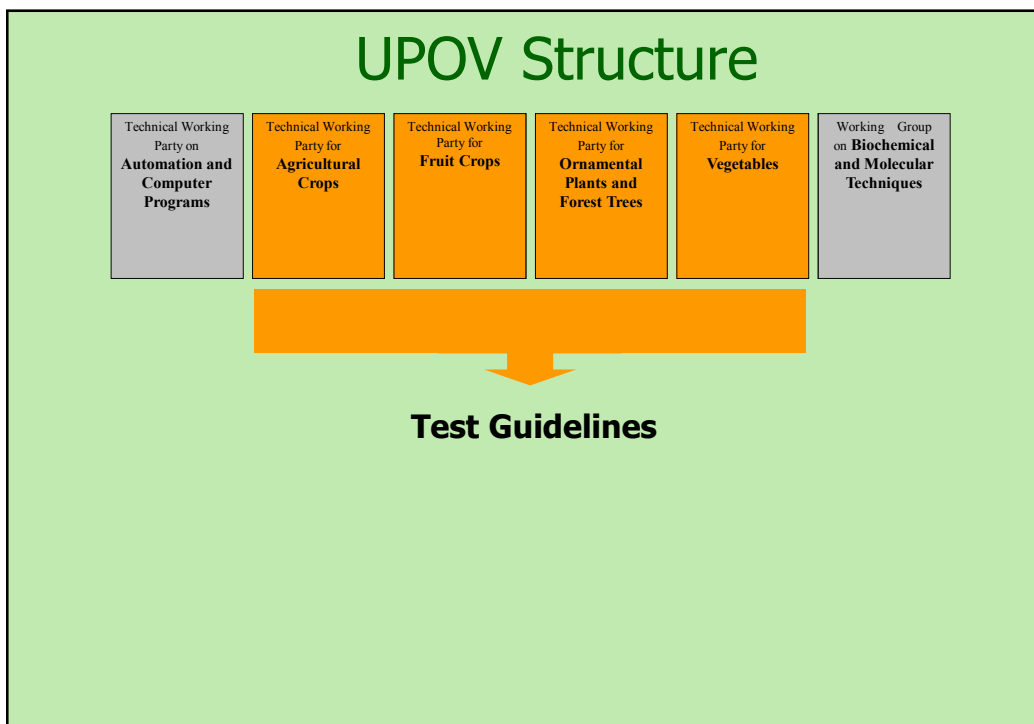 UPOV Structure
Technical Working
Party on
Automation and
Computer
Programs
Technical Working
Party for
Agricultural
Crops
Technical Working
Party for
Fruit Crops
Technical Working
Party for
Ornamental
Plants and
Forest Trees
Technical Working
Party for
Vegetables
Working Group
on Biochemical
and Molecular
Techniques
Test Guidelines